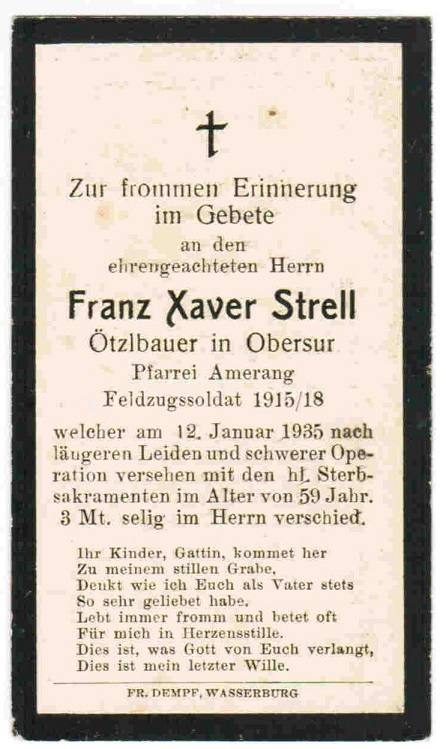 Zur frommen Erinnerung
im Gebete
an den
ehrengeachteten Herrn
Franz Xaver Strell
Ötzlbauer in Obersur
Pfarrei Amerang
Feldzugssoldat 1915/18
welcher am 12. Januar 1935 nach
längeren Leiden und schwerer Ope-
ration versehen mit den hl. Sterb-
sakramenten im Alter von 59 Jahr.
3 Mt. selig im Herrn verschied.
Ihr Kinder, Gattin, kommet her
Zu meinem stillen Grabe.
Denkt wie ich Euch als Vater stets
So sehr geliebet habe.
Lebt immer fromm und betet oft
Für mich in Herzensstille.
Dies ist, was Gott von Euch verlangt,
Dies ist mein letzter Wille.
FR. DEMPF, WASSERBURG